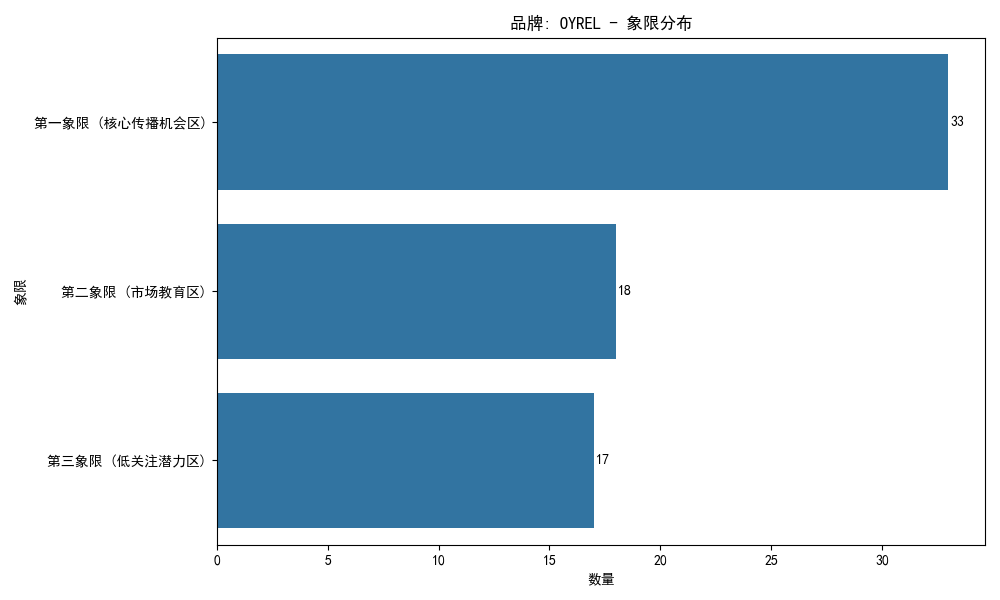 品牌: OYREL - 象限分布
第一象限 (核心传播机会区)
33
第二象限 (市场教育区)
18
第三象限 (低关注潜力区)
17
象限
0 5 10 15 20 25 30
数量